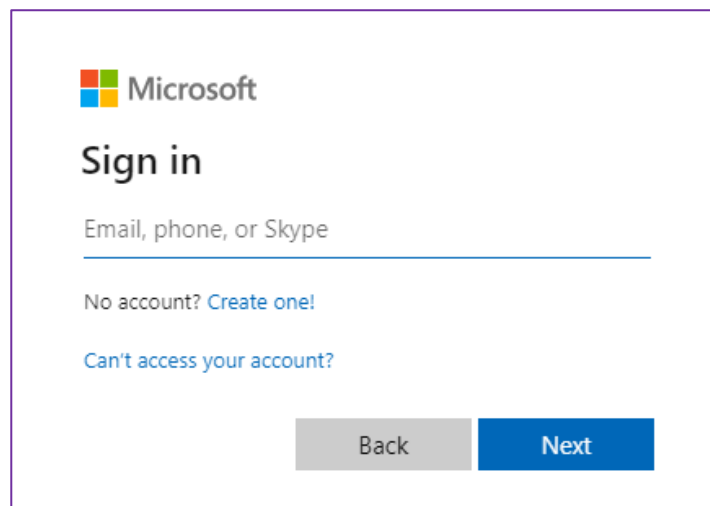 Microsoft
Sign in
Email, phone, or Skype
No account? Create one!
Can't access your account?
Back Next